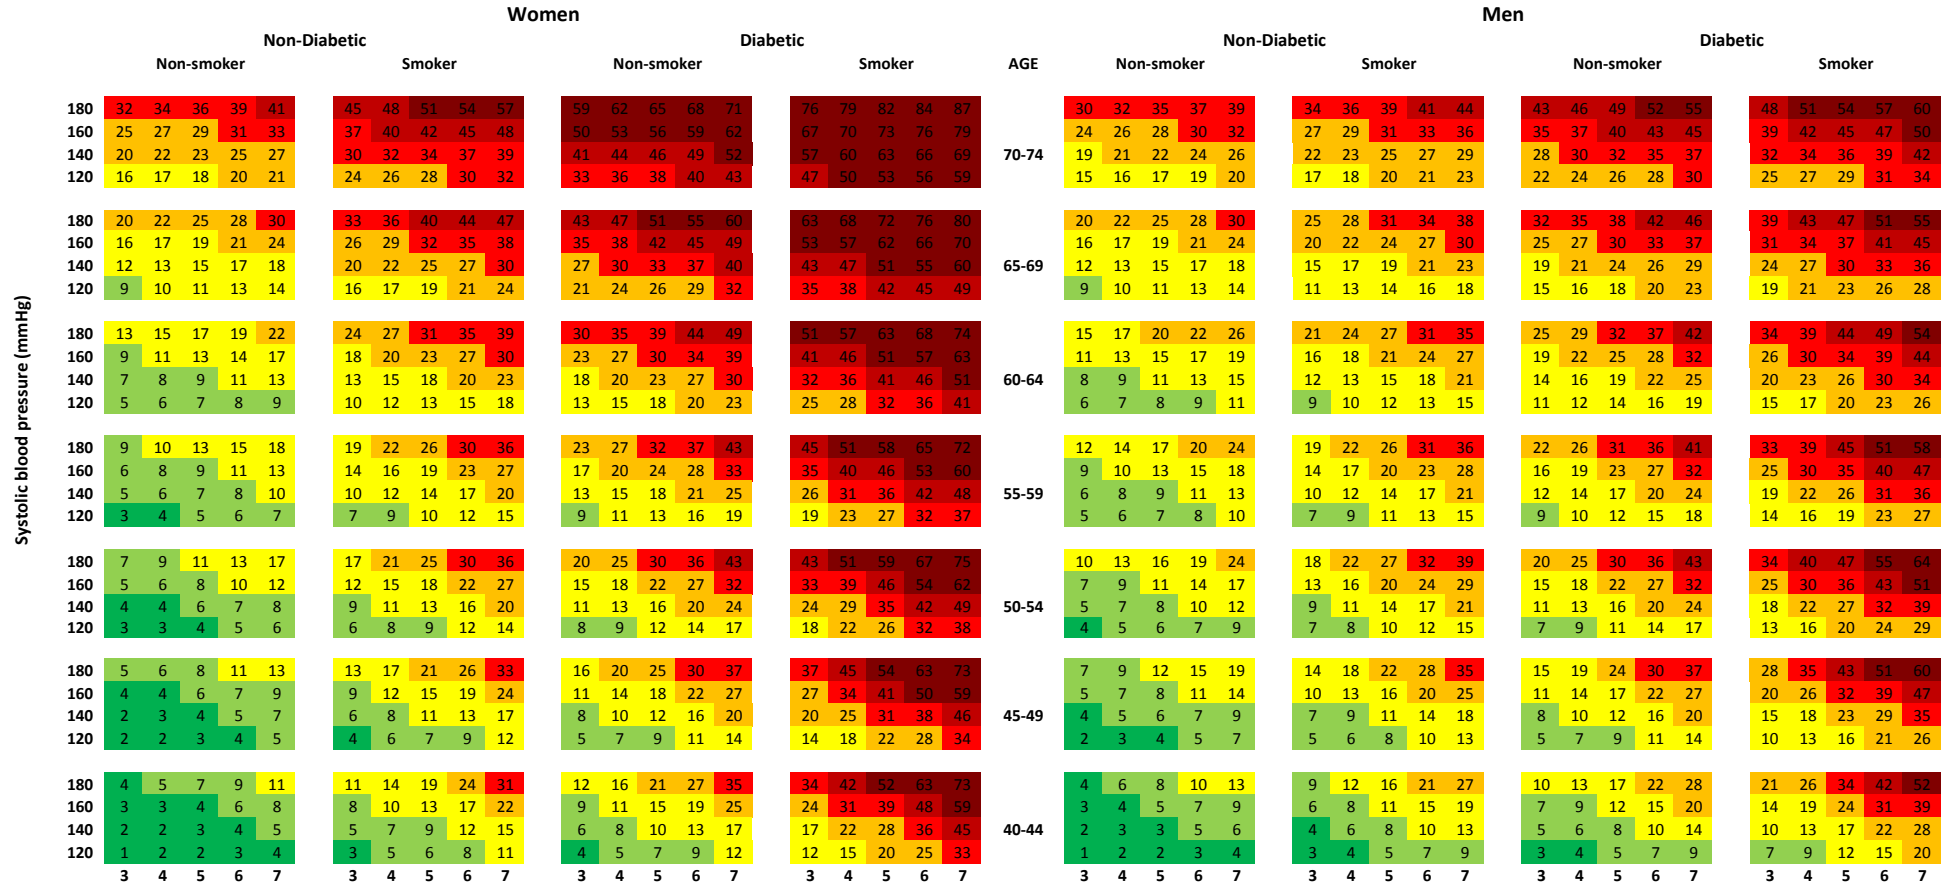 Women Men
Non-Diabetic Diabetic Non-Diabetic Diabetic
Non-smoker Smoker Non-smoker Smoker AGE Non-smoker Smoker Non-smoker Smoker
Systolic blood pressure (mmHg)
180 32 34 36 39 41 45 48 51 54 57 59 62 65 68 71 76 79 82 84 87 30 32 35 37 39 34 36 39 41 44 43 46 49 52 55 48 51 54 57 60
160 25 27 29 31 33 37 40 42 45 48 50 53 56 59 62 67 70 73 76 79 24 26 28 30 32 27 29 31 33 36 35 37 40 43 45 39 42 45 47 50
140 20 22 23 25 27 30 32 34 37 39 41 44 46 49 52 57 60 63 66 69 70-74 19 21 22 24 26 22 23 25 27 29 28 30 32 35 37 32 34 36 39 42
120 16 17 18 20 21 24 26 28 30 32 33 36 38 40 43 47 50 53 56 59 15 16 17 19 20 17 18 20 21 23 22 24 26 28 30 25 27 29 31 34
180 20 22 25 28 30 33 36 40 44 47 43 47 51 55 60 63 68 72 76 80 20 22 25 28 30 25 28 31 34 38 32 35 38 42 46 39 43 47 51 55
160 16 17 19 21 24 26 29 32 35 38 35 38 42 45 49 53 57 62 66 70 16 17 19 21 24 20 22 24 27 30 25 27 30 33 37 31 34 37 41 45
140 12 13 15 17 18 20 22 25 27 30 27 30 33 37 40 43 47 51 55 60 65-69 12 13 15 17 18 15 17 19 21 23 19 21 24 26 29 24 27 30 33 36
120 9 10 11 13 14 16 17 19 21 24 21 24 26 29 32 35 38 42 45 49 9 10 11 13 14 11 13 14 16 18 15 16 18 20 23 19 21 23 26 28
180 13 15 17 19 22 24 27 31 35 39 30 35 39 44 49 51 57 63 68 74 15 17 20 22 26 21 24 27 31 35 25 29 32 37 42 34 39 44 49 54
160 9 11 13 14 17 18 20 23 27 30 23 27 30 34 39 41 46 51 57 63 11 13 15 17 19 16 18 21 24 27 19 22 25 28 32 26 30 34 39 44
140 7 8 9 11 13 13 15 18 20 23 18 20 23 27 30 32 36 41 46 51 60-64 8 9 11 13 15 12 13 15 18 21 14 16 19 22 25 20 23 26 30 34
120 5 6 7 8 9 10 12 13 15 18 13 15 18 20 23 25 28 32 36 41 6 7 8 9 11 9 10 12 13 15 11 12 14 16 19 15 17 20 23 26
180 9 10 13 15 18 19 22 26 30 36 23 27 32 37 43 45 51 58 65 72 12 14 17 20 24 19 22 26 31 36 22 26 31 36 41 33 39 45 51 58
160 6 8 9 11 13 14 16 19 23 27 17 20 24 28 33 35 40 46 53 60 9 10 13 15 18 14 17 20 23 28 16 19 23 27 32 25 30 35 40 47
140 5 6 7 8 10 10 12 14 17 20 13 15 18 21 25 26 31 36 42 48 55-59 6 8 9 11 13 10 12 14 17 21 12 14 17 20 24 19 22 26 31 36
120 3 4 5 6 7 7 9 10 12 15 9 11 13 16 19 19 23 27 32 37 5 6 7 8 10 7 9 11 13 15 9 10 12 15 18 14 16 19 23 27
180 7 9 11 13 17 17 21 25 30 36 20 25 30 36 43 43 51 59 67 75 10 13 16 19 24 18 22 27 32 39 20 25 30 36 43 34 40 47 55 64
160 5 6 8 10 12 12 15 18 22 27 15 18 22 27 32 33 39 46 54 62 7 9 11 14 17 13 16 20 24 29 15 18 22 27 32 25 30 36 43 51
140 4 4 6 7 8 9 11 13 16 20 11 13 16 20 24 24 29 35 42 49 50-54 5 7 8 10 12 9 11 14 17 21 11 13 16 20 24 18 22 27 32 39
120 3 3 4 5 6 6 8 9 12 14 8 9 12 14 17 18 22 26 32 38 4 5 6 7 9 7 8 10 12 15 7 9 11 14 17 13 16 20 24 29
180 5 6 8 11 13 13 17 21 26 33 16 20 25 30 37 37 45 54 63 73 7 9 12 15 19 14 18 22 28 35 15 19 24 30 37 28 35 43 51 60
160 4 4 6 7 9 9 12 15 19 24 11 14 18 22 27 27 34 41 50 59 5 7 8 11 14 10 13 16 20 25 11 14 17 22 27 20 26 32 39 47
140 2 3 4 5 7 6 8 11 13 17 8 10 12 16 20 20 25 31 38 46 45-49 4 5 6 7 9 7 9 11 14 18 8 10 12 16 20 15 18 23 29 35
120 2 2 3 4 5 4 6 7 9 12 5 7 9 11 14 14 18 22 28 34 2 3 4 5 7 5 6 8 10 13 5 7 9 11 14 10 13 16 21 26
180 4 5 7 9 11 11 14 19 24 31 12 16 21 27 35 34 42 52 63 73 4 6 8 10 13 9 12 16 21 27 10 13 17 22 28 21 26 34 42 52
160 3 3 4 6 8 8 10 13 17 22 9 11 15 19 25 24 31 39 48 59 3 4 5 7 9 6 8 11 15 19 7 9 12 15 20 14 19 24 31 39
140 2 2 3 4 5 5 7 9 12 15 6 8 10 13 17 17 22 28 36 45 40-44 2 3 3 5 6 4 6 8 10 13 5 6 8 10 14 10 13 17 22 28
120 1 2 2 3 4 3 5 6 8 11 4 5 7 9 12 12 15 20 25 33 1 2 2 3 4 3 4 5 7 9 3 4 5 7 9 7 9 12 15 20
3 4 5 6 7 3 4 5 6 7 3 4 5 6 7 3 4 5 6 7 3 4 5 6 7 3 4 5 6 7 3 4 5 6 7 3 4 5 6 7